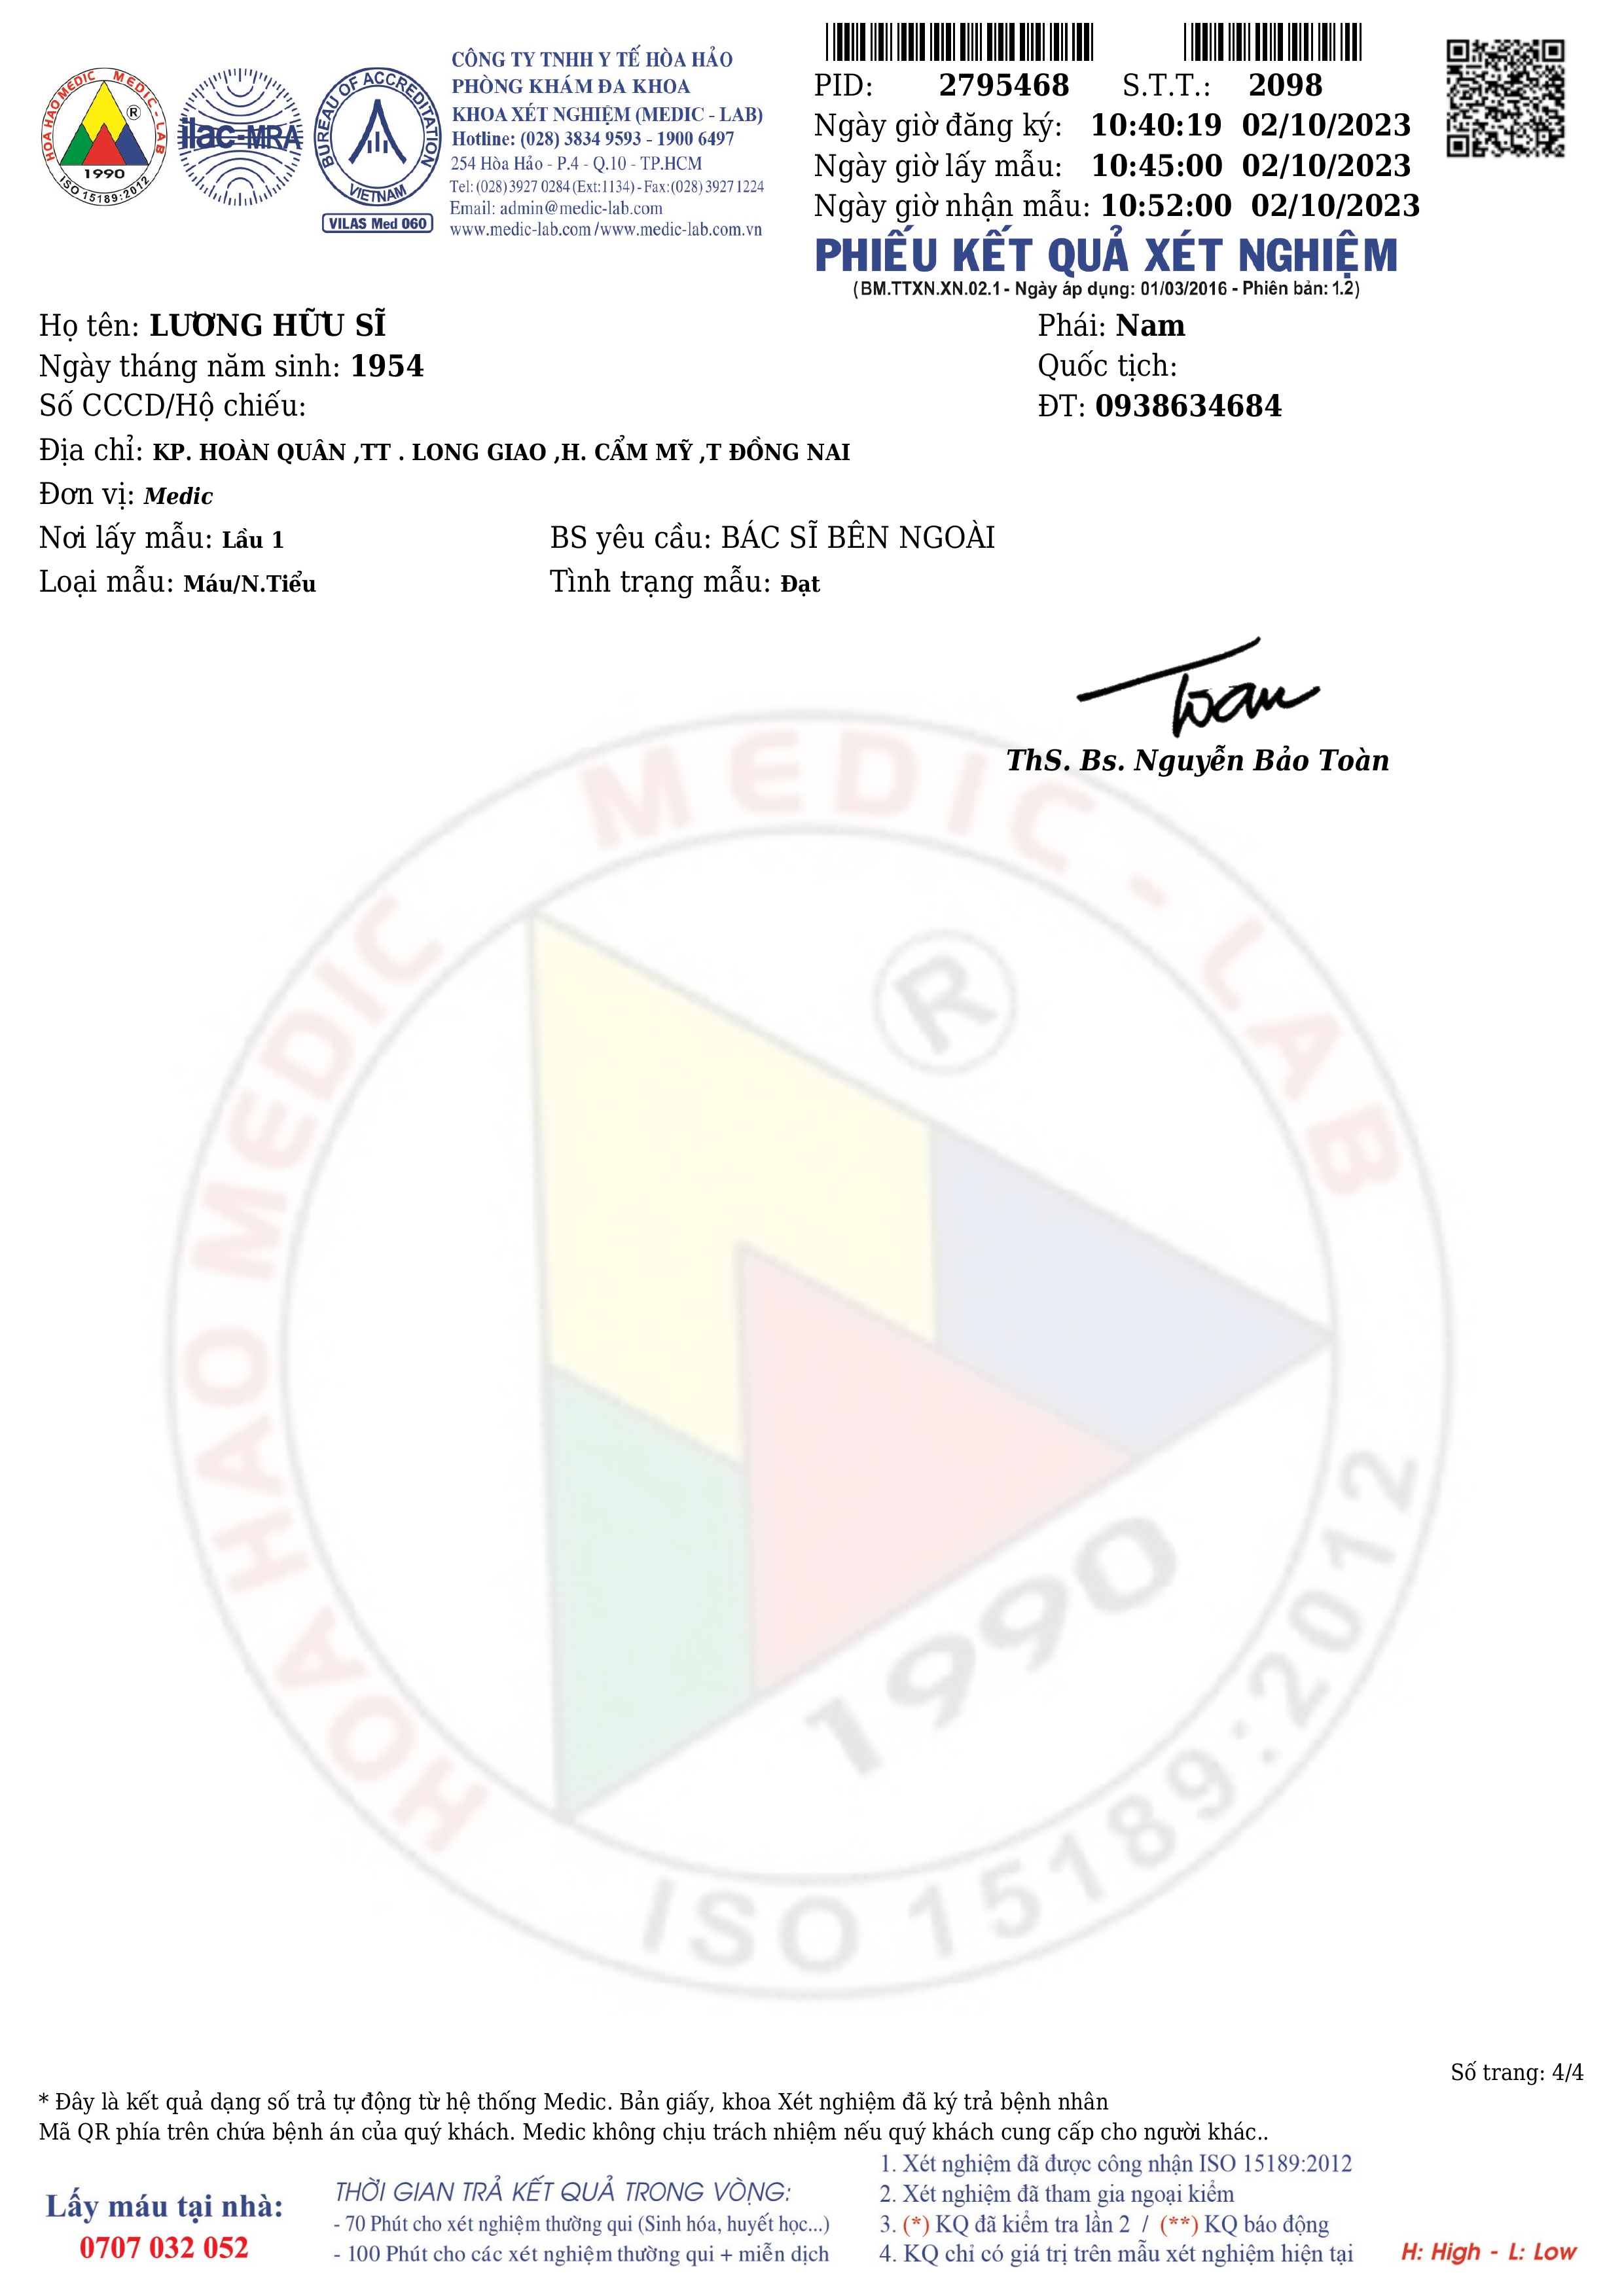 HOA HAO MEDIC MEDIC - LAB
®
1990
ISO 15189:2012
ilac-MRA
BUREAU OF ACCREDITATION
VIETNAM
VILAS Med 060
CÔNG TY TNHH Y TẾ HÒA HẢO
PHÒNG KHÁM ĐA KHOA
KHOA XÉT NGHIỆM (MEDIC - LAB)
Hotline: (028) 3834 9593 - 1900 6497
254 Hòa Hảo - P.4 - Q.10 - TP.HCM
Tel: (028) 3927 0284 (Ext:1134) - Fax: (028) 3927 1224
Email: admin@medic-lab.com
www.medic-lab.com /www.medic-lab.com.vn
PID: 2795468 S.T.T.: 2098
Ngày giờ đăng ký: 10:40:19 02/10/2023
Ngày giờ lấy mẫu: 10:45:00 02/10/2023
Ngày giờ nhận mẫu: 10:52:00 02/10/2023
PHIẾU KẾT QUẢ XÉT NGHIỆM
(BM.TTXN.XN.02.1 - Ngày áp dụng: 01/03/2016 - Phiên bản: 1.2)
Họ tên: LƯƠNG HỮU SĨ Phái: Nam
Ngày tháng năm sinh: 1954 Quốc tịch:
Số CCCD/Hộ chiếu: ĐT: 0938634684
Địa chỉ: KP. HOÀN QUÂN ,TT . LONG GIAO ,H. CẨM MỸ ,T ĐỒNG NAI
Đơn vị: Medic
Nơi lấy mẫu: Lầu 1 BS yêu cầu: BÁC SĨ BÊN NGOÀI
Loại mẫu: Máu/N.Tiểu Tình trạng mẫu: Đạt
Toan
ThS. Bs. Nguyễn Bảo Toàn
HOA HAO MEDIC MEDIC - LAB
®
1990
ISO 15189:2012
Số trang: 4/4
* Đây là kết quả dạng số trả tự động từ hệ thống Medic. Bản giấy, khoa Xét nghiệm đã ký trả bệnh nhân
Mã QR phía trên chứa bệnh án của quý khách. Medic không chịu trách nhiệm nếu quý khách cung cấp cho người khác..
Lấy máu tại nhà:
0707 032 052
THỜI GIAN TRẢ KẾT QUẢ TRONG VÒNG:
- 70 Phút cho xét nghiệm thường qui (Sinh hóa, huyết học...)
- 100 Phút cho các xét nghiệm thường qui + miễn dịch
1. Xét nghiệm đã được công nhận ISO 15189:2012
2. Xét nghiệm đã tham gia ngoại kiểm
3. (*) KQ đã kiểm tra lần 2 / (**) KQ báo động
4. KQ chỉ có giá trị trên mẫu xét nghiệm hiện tại
H: High - L: Low